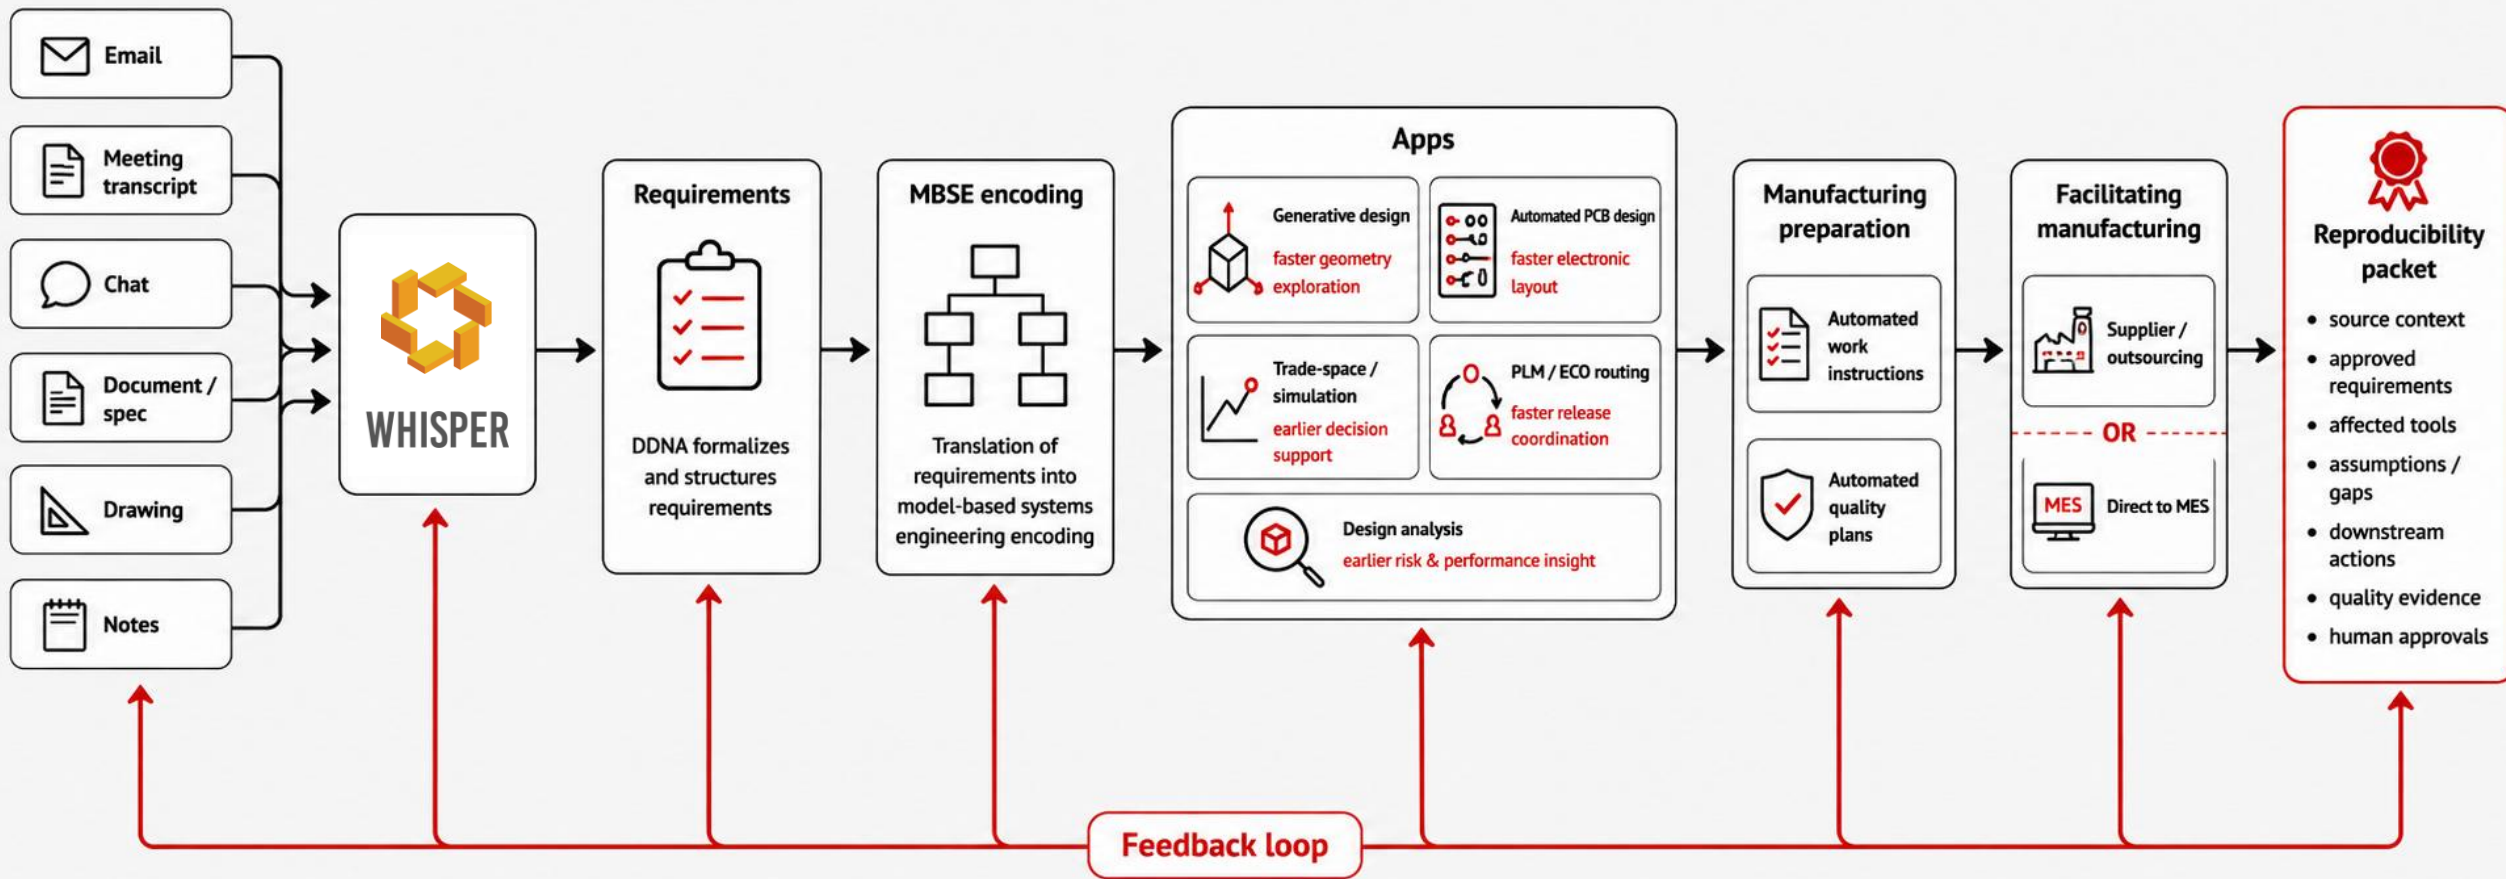 Email
Meeting
transcript
Chat
Document /
spec
Drawing
Notes
WHISPER
Requirements
DDNA formalizes
and structures
requirements
MBSE encoding
Translation of
requirements into
model-based systems
engineering encoding
Apps
Generative design
faster geometry
exploration
Automated PCB design
faster electronic
layout
Trade-space /
simulation
earlier decision
support
PLM / ECO routing
faster release
coordination
Design analysis
earlier risk & performance insight
Manufacturing
preparation
Automated
work
instructions
Automated
quality
plans
Facilitating
manufacturing
Supplier /
outsourcing
OR
MES
Direct to MES
Reproducibility
packet
• source context
• approved
requirements
• affected tools
• assumptions /
gaps
• downstream
actions
• quality evidence
• human approvals
Feedback loop